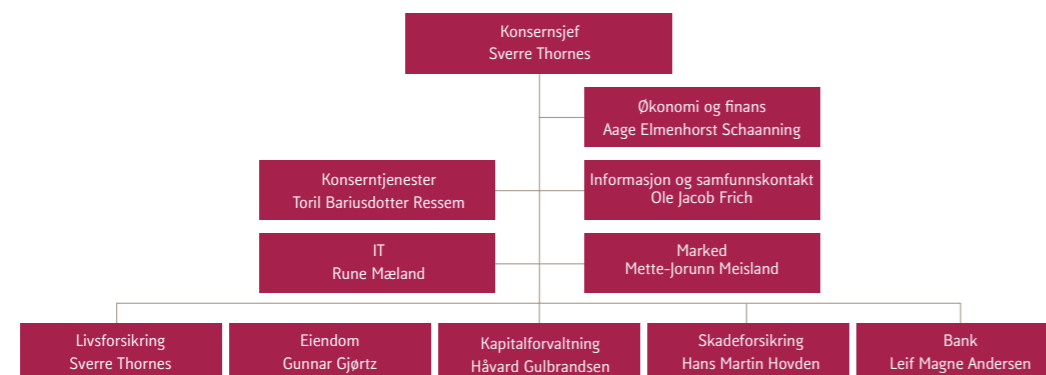 Konsernsjef
Sverre Thornes
Økonomi og finans
Aage Elmenhorst Schaanning
Konserntjenester
Toril Bariusdotter Ressem
Informasjon og samfunnskontakt
Ole Jacob Frich
IT
Rune Mæland
Marked
Mette-Jorunn Meisland
Livsforsikring
Sverre Thornes
Eiendom
Gunnar Gjørtz
Kapitalforvaltning
Håvard Gulbrandsen
Skadeforsikring
Hans Martin Hovden
Bank
Leif Magne Andersen